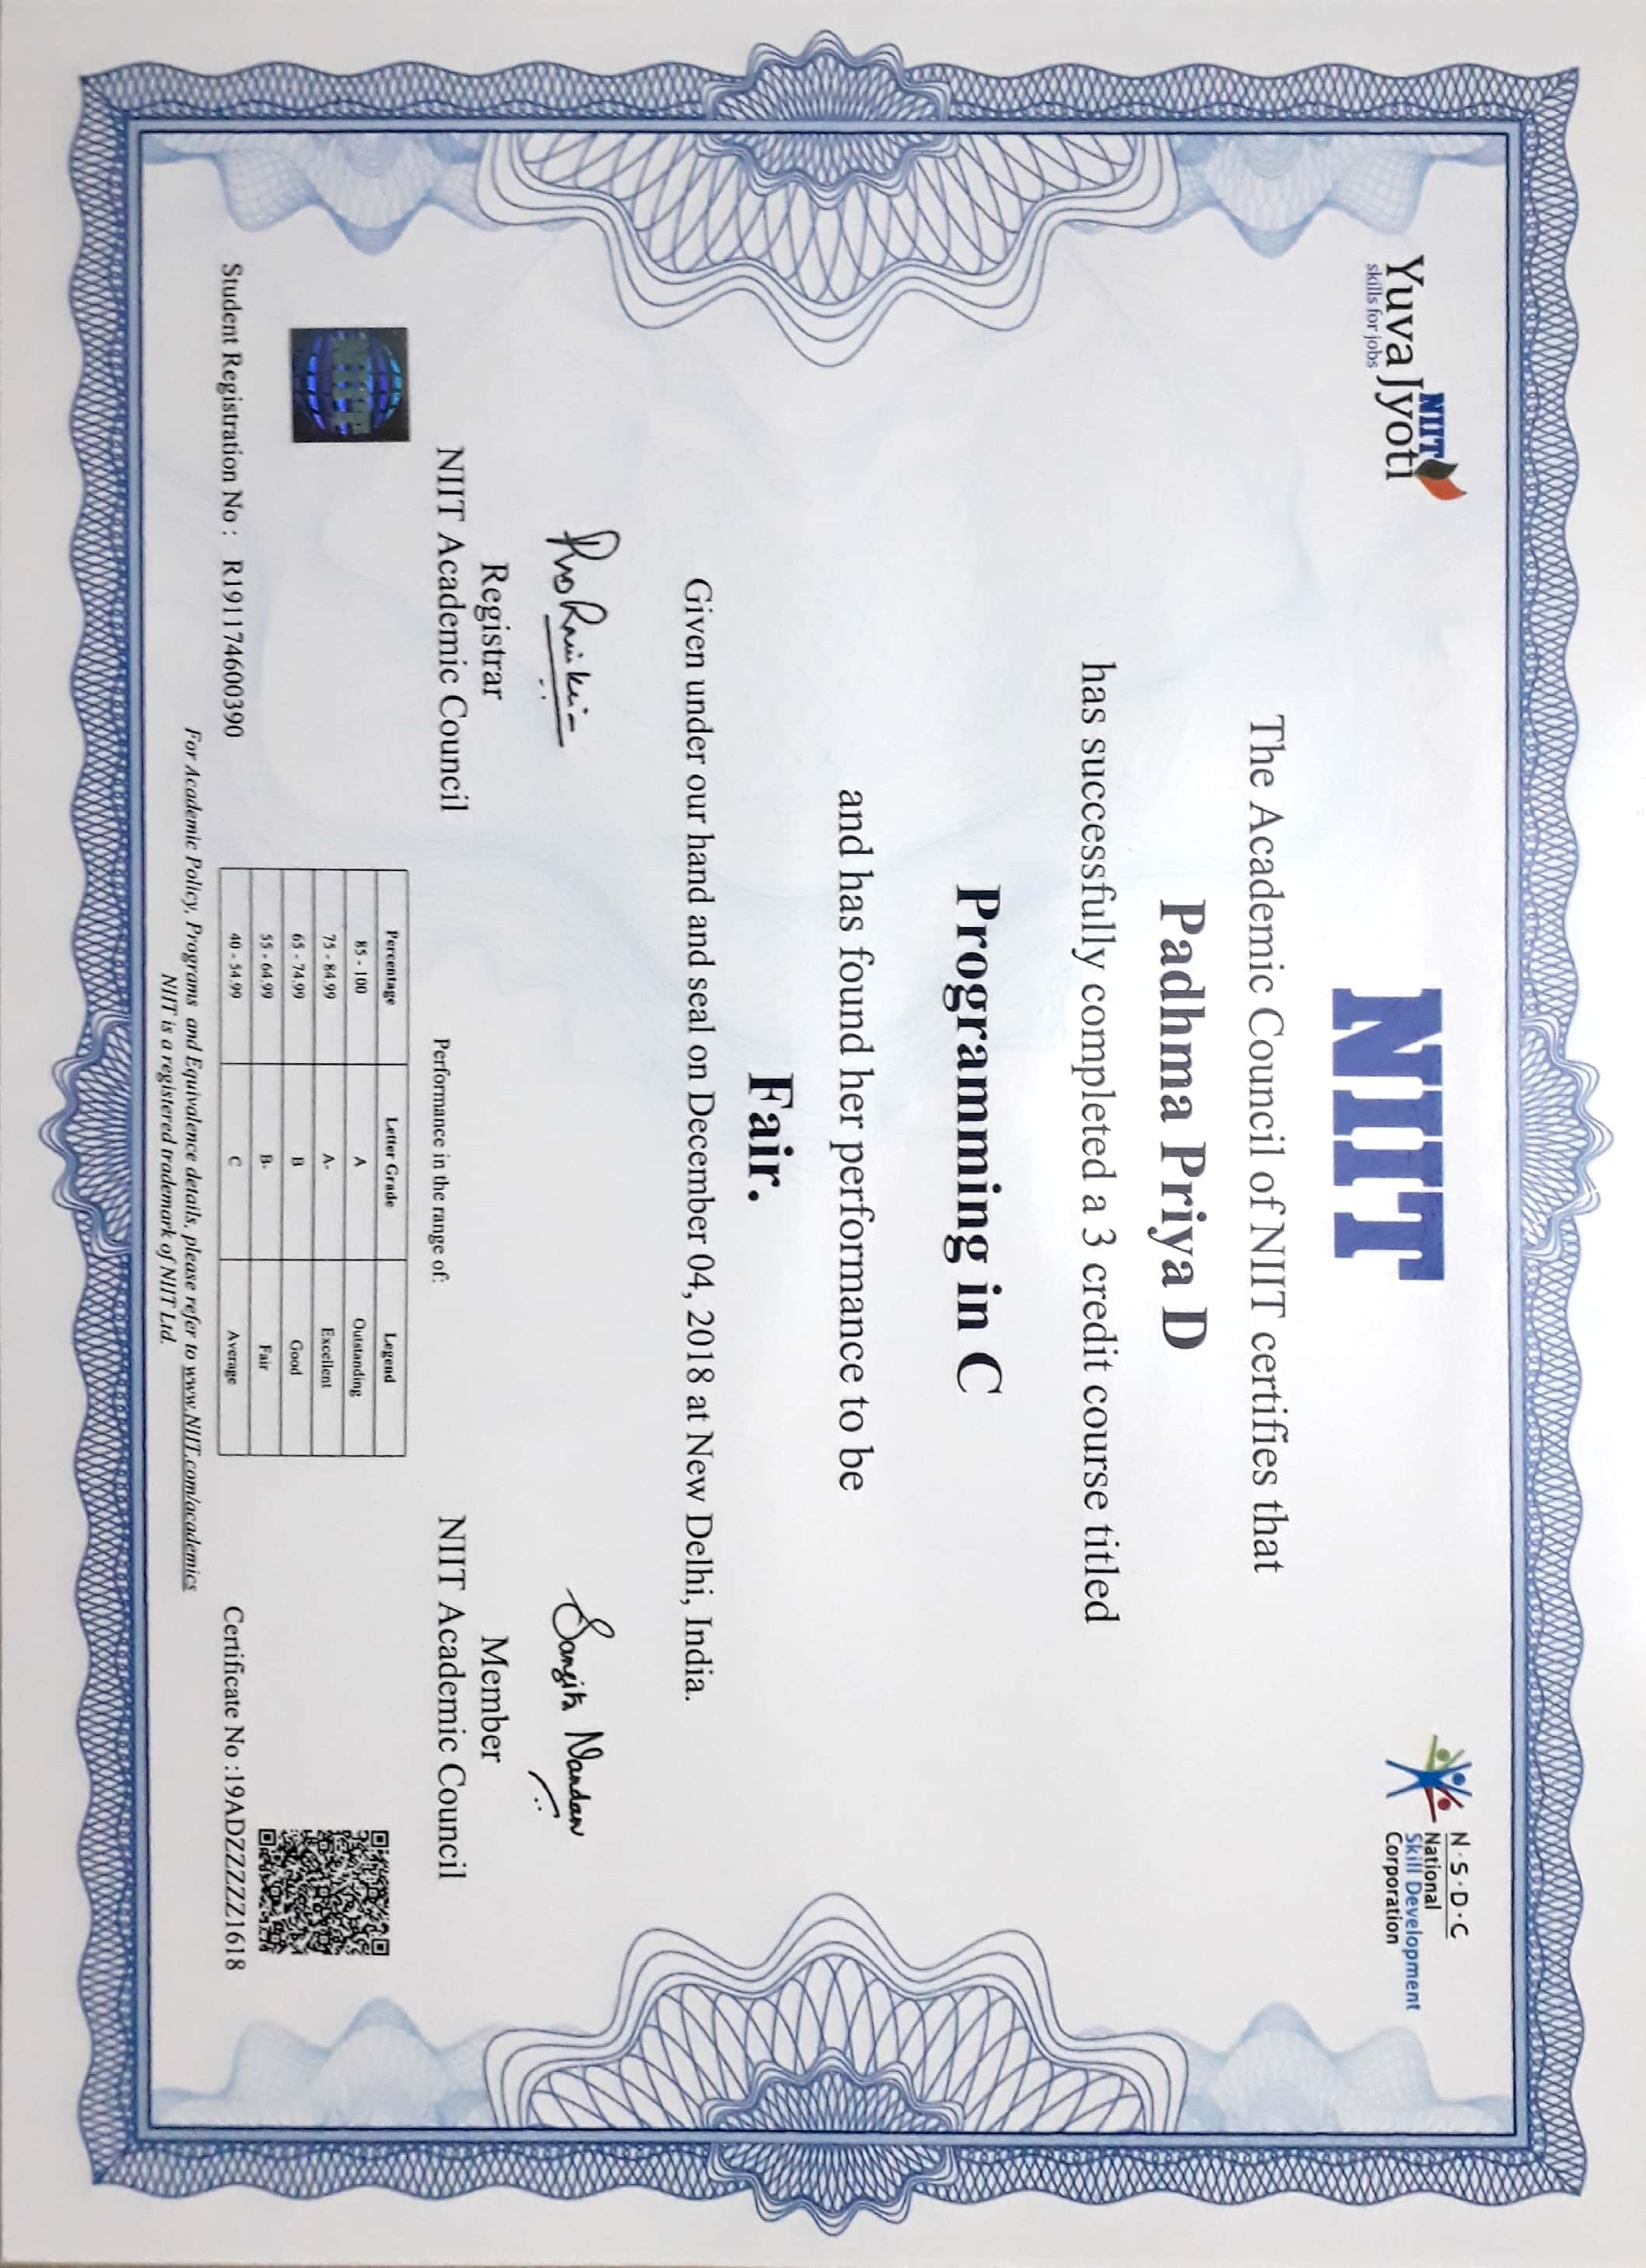 NIIT
Yuva Jyoti
skills for jobs
NIIT
N·S·D·C
National
Skill Development
Corporation
The Academic Council of NIIT certifies that
Padhma Priya D
has successfully completed a 3 credit course titled
Programming in C
and has found her performance to be
Fair.
Given under our hand and seal on December 04, 2018 at New Delhi, India.
Sangita Nandan
Registrar
NIIT Academic Council
Member
NIIT Academic Council
Performance in the range of:
Percentage Letter Grade Legend
85 - 100 A Outstanding
75 - 84.99 A- Excellent
65 - 74.99 B Good
55 - 64.99 B- Fair
40 - 54.99 C Average
NIIT
Student Registration No : R191174600390
Certificate No :19ADZZZZZ1618
For Academic Policy, Programs and Equivalence details, please refer to www.NIIT.com/academics
NIIT is a registered trademark of NIIT Ltd.